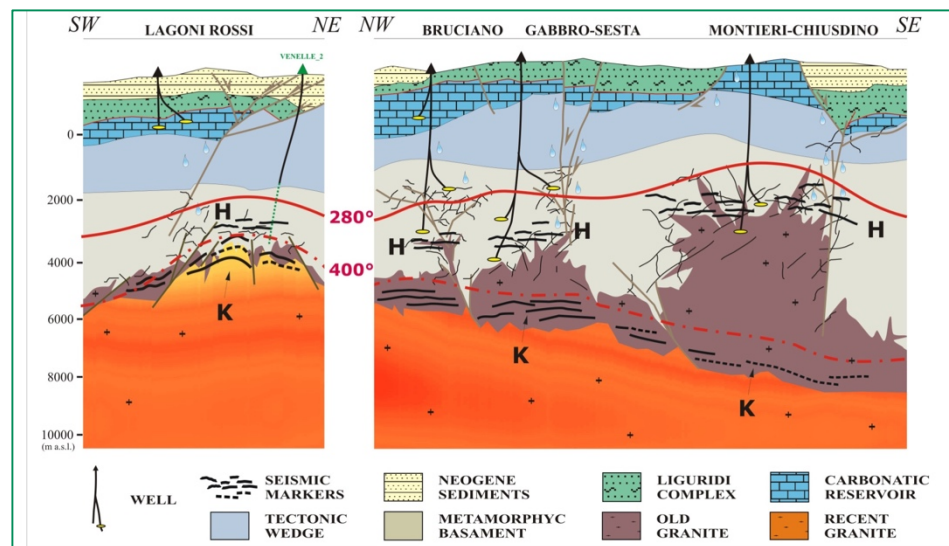 SW LAGONI ROSSI NE NW BRUCIANO GABBRO-SESTA MONTIERI-CHIUSDINO SE
VENELLE_2
0
2000
280°
H
H
H
4000
400°
K
6000
K
K
8000
10000
(m a.s.l.)
WELL
SEISMIC
MARKERS
NEOGENE
SEDIMENTS
LIGURIDI
COMPLEX
CARBONATIC
RESERVOIR
TECTONIC
WEDGE
METAMORPHYC
BASAMENT
OLD
GRANITE
RECENT
GRANITE